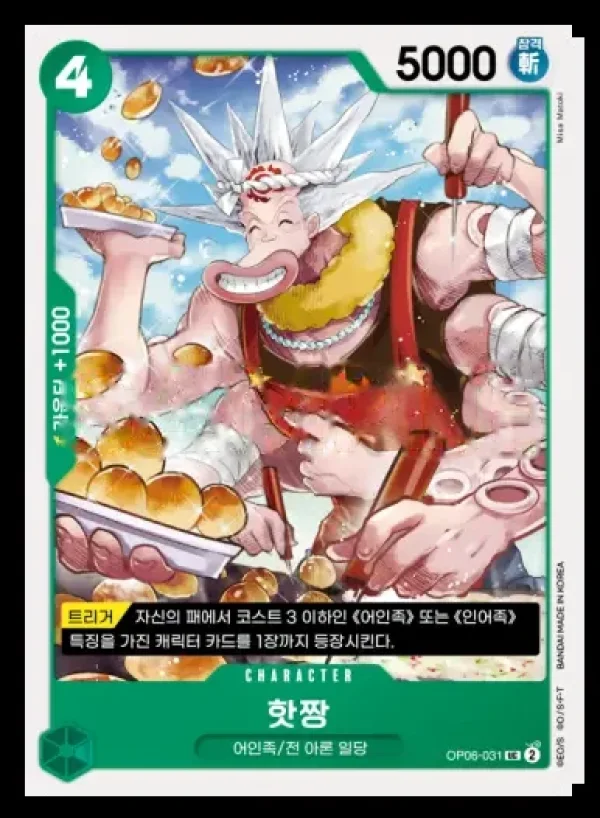 4
5000
참격
斬
Misa Matoki
카운터 +1000
트리거 자신의 패에서 코스트 3 이하인 《어인족》 또는 《인어족》
특징을 가진 캐릭터 카드를 1장까지 등장시킨다.
CHARACTER
핫짱
어인족/전 아론 일당
OP06-031 UC 2
©E.O/S ©O./S·F·T BANDAI MADE IN KOREA